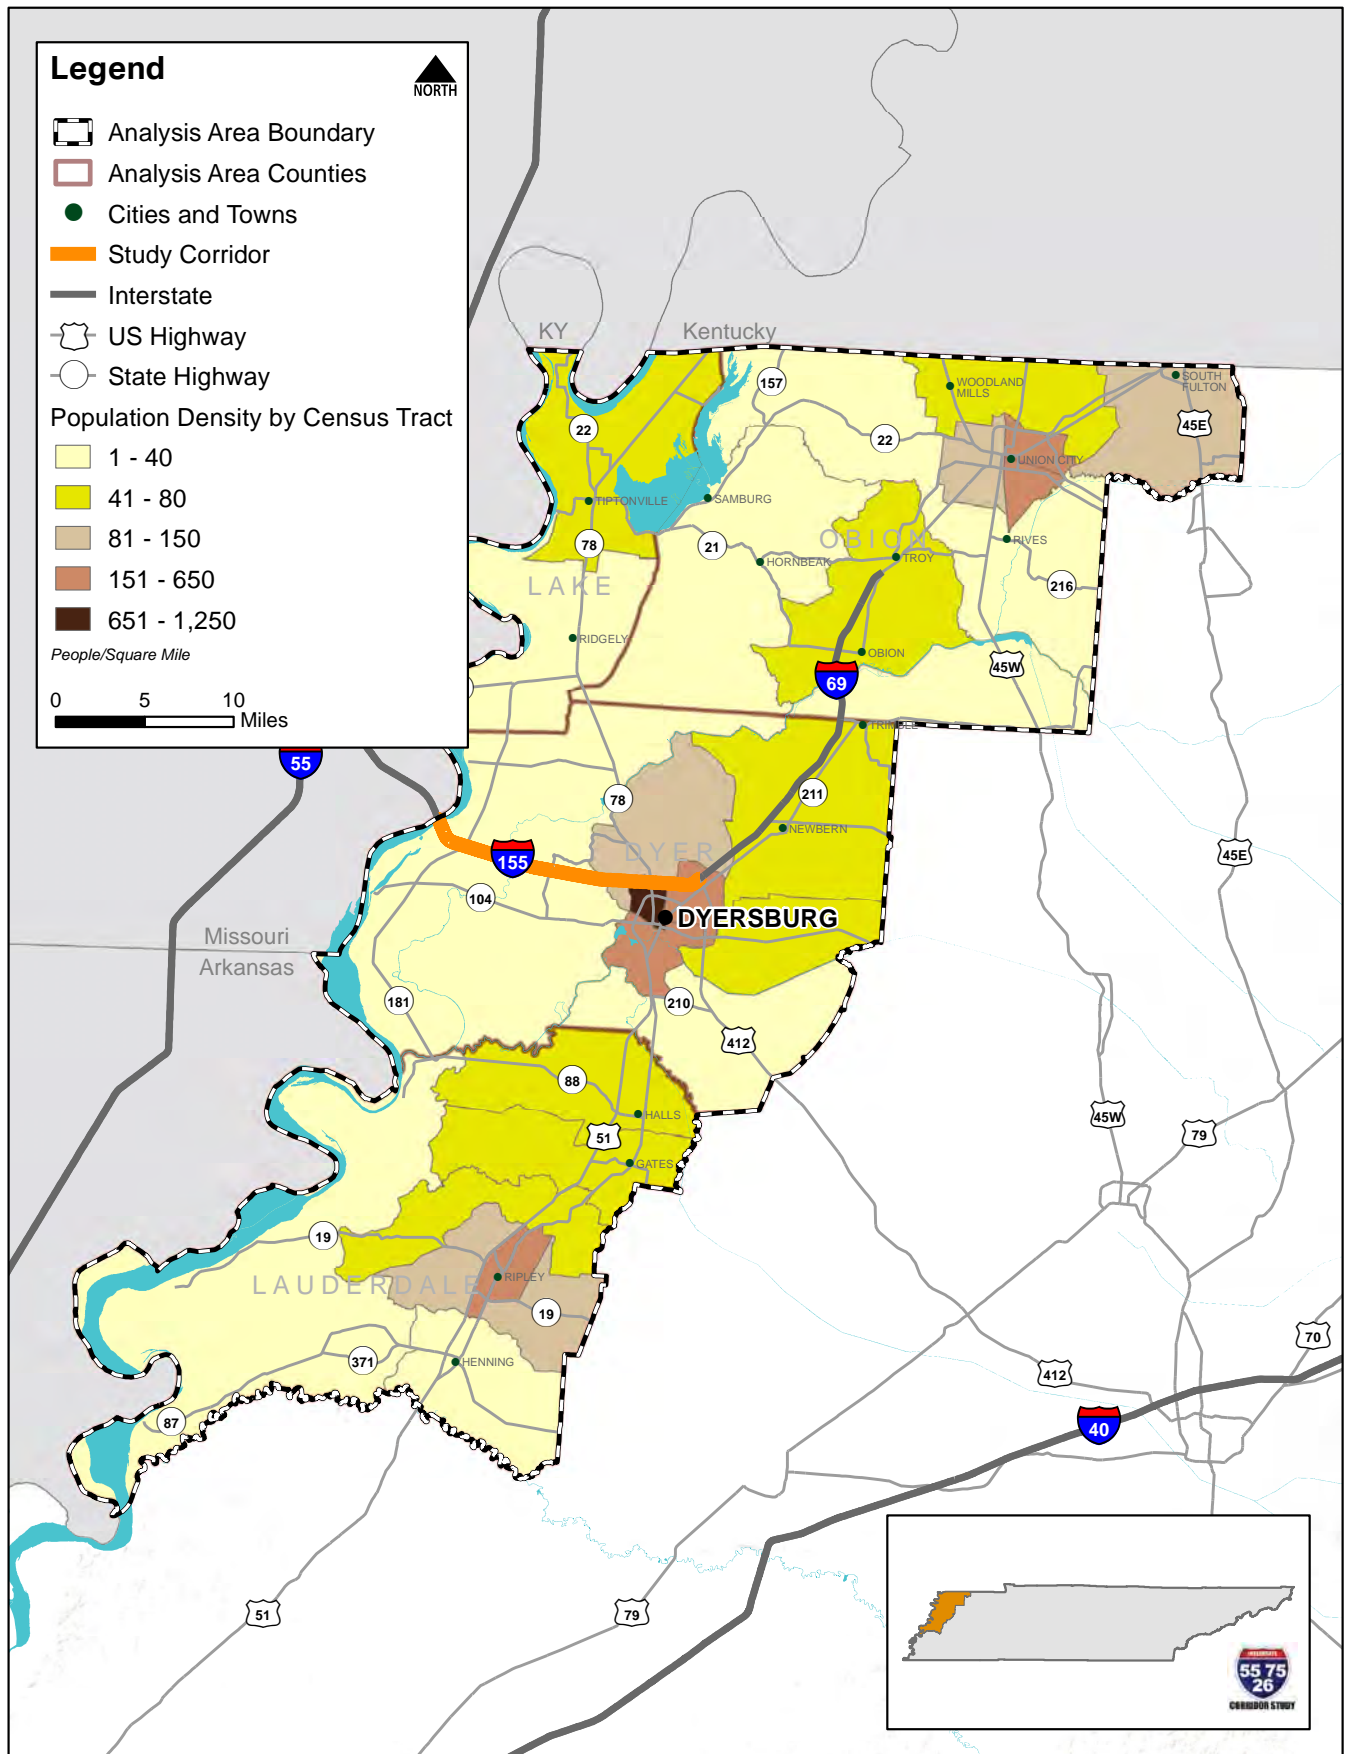 Legend
NORTH
Analysis Area Boundary
Analysis Area Counties
Cities and Towns
Study Corridor
Interstate
US Highway
State Highway
Population Density by Census Tract
1 - 40
41 - 80
81 - 150
151 - 650
651 - 1,250
People/Square Mile
0 5 10
Miles
KY
Kentucky
157
WOODLAND
MILLS
SOUTH
FULTON
45E
22
22
UNION CITY
TIPTONVILLE
SAMBURG
78
21
OBION
RIVES
HORNBEAK
TROY
LAKE
216
RIDGELY
OBION
45W
69
TRIMBLE
55
78
211
NEWBERN
DYER
155
45E
104
DYERSBURG
Missouri
Arkansas
181
210
412
88
HALLS
51
45W
79
GATES
19
LAUDERDALE
RIPLEY
19
70
371
HENNING
412
87
40
51
79
INTERSTATE
55 75
26
CORRIDOR STUDY